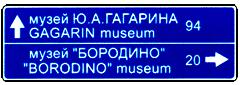 музей Ю.А.ГАГАРИНА
GAGARIN museum 94
музей "БОРОДИНО"
"BORODINO" museum 20